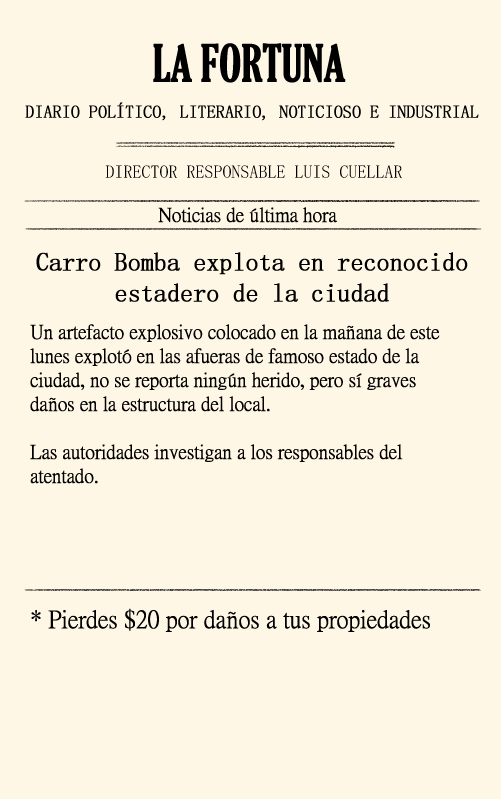 LA FORTUNA
DIARIO POLÍTICO, LITERARIO, NOTICIOSO E INDUSTRIAL
DIRECTOR RESPONSABLE LUIS CUELLAR
Noticias de última hora
Carro Bomba explota en reconocido
estadero de la ciudad
Un artefacto explosivo colocado en la mañana de este
lunes explotó en las afueras de famoso estado de la
ciudad, no se reporta ningún herido, pero sí graves
daños en la estructura del local.
Las autoridades investigan a los responsables del
atentado.
* Pierdes $20 por daños a tus propiedades